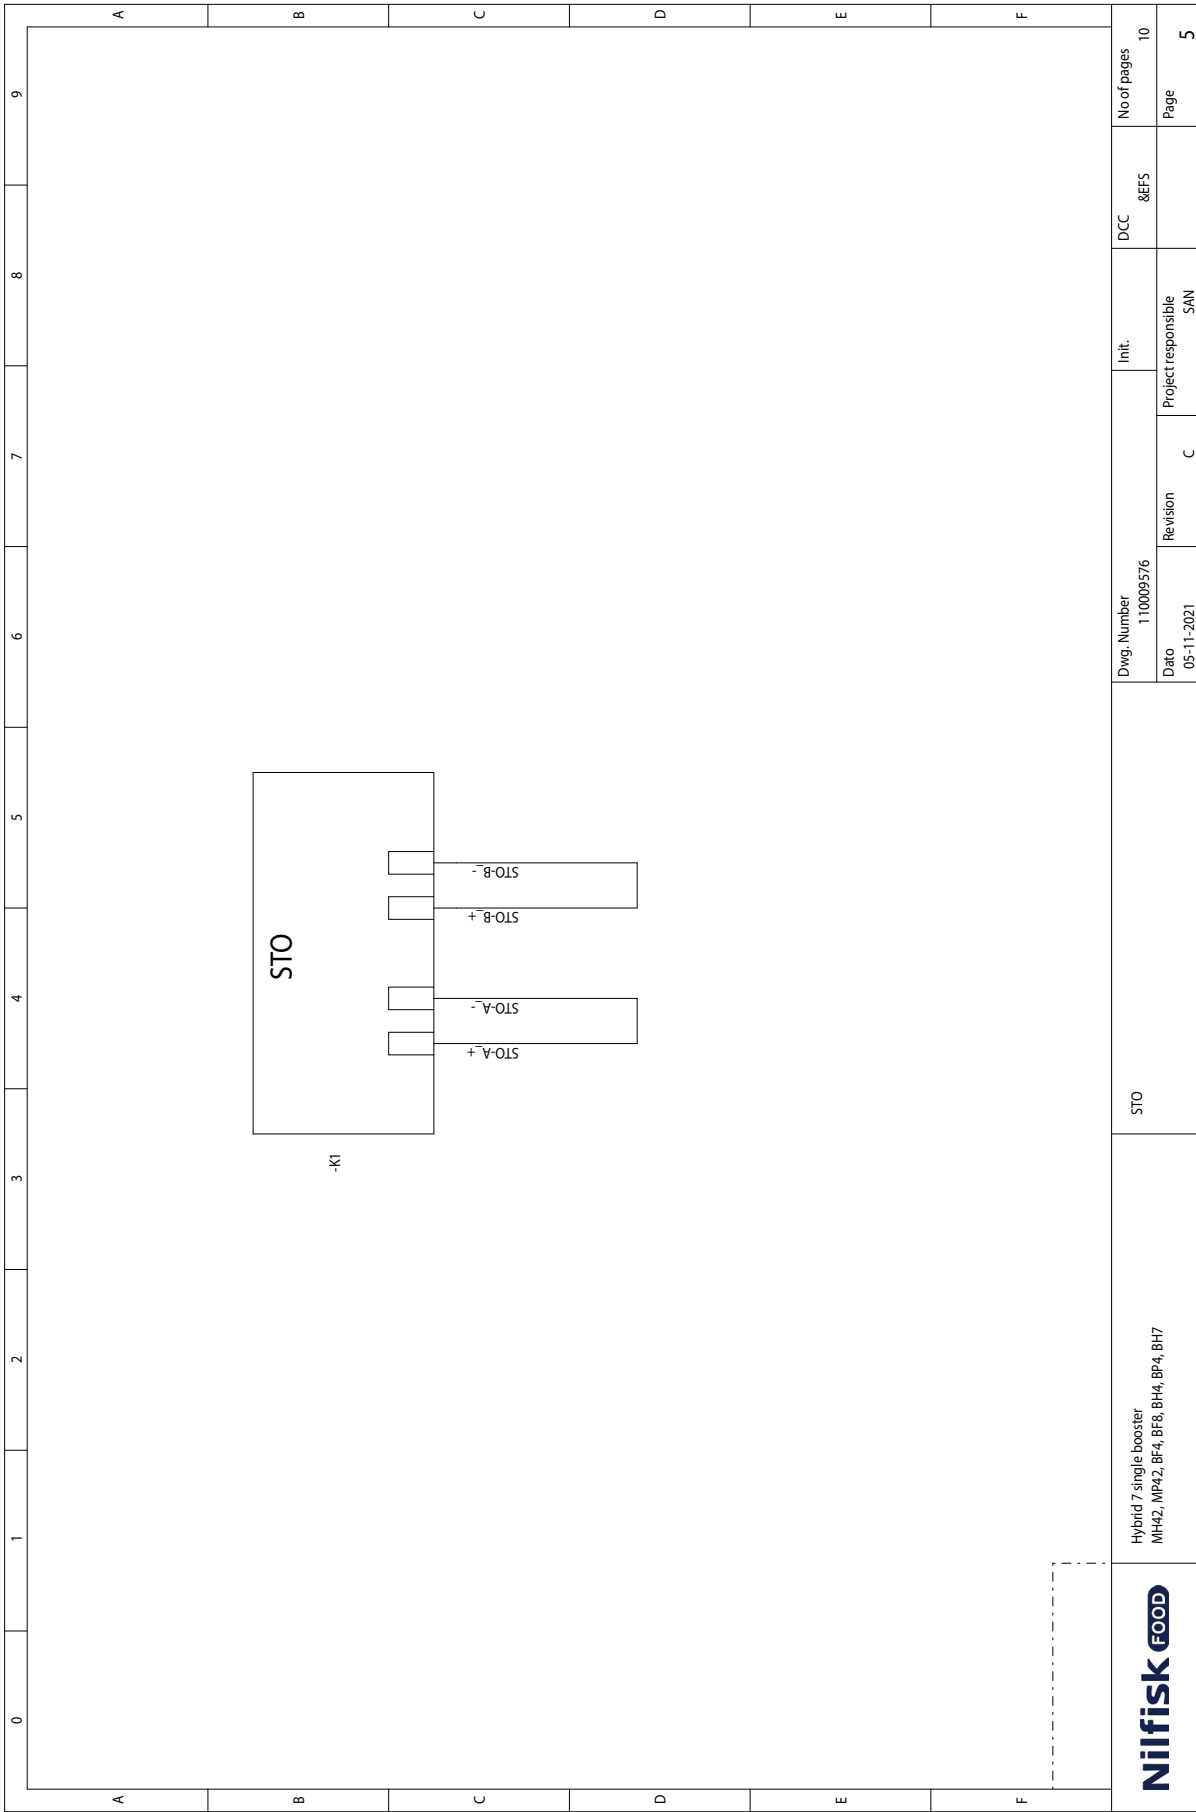 0
1
2
3
4
5
6
7
8
9
A
B
C
D
E
F
A
B
C
D
E
F
STO
-K1
STO-A_+
STO-A_-
STO-B_+
STO-B_-
Nilfisk FOOD
Hybrid 7 single booster
MH42, MP42, BF4, BF8, BH4, BP4, BH7
STO
Dwg. Number
110009576
Dato
05-11-2021
Revision
C
Init.
Project responsible
SAN
DCC
&EFS
No of pages
10
Page
5